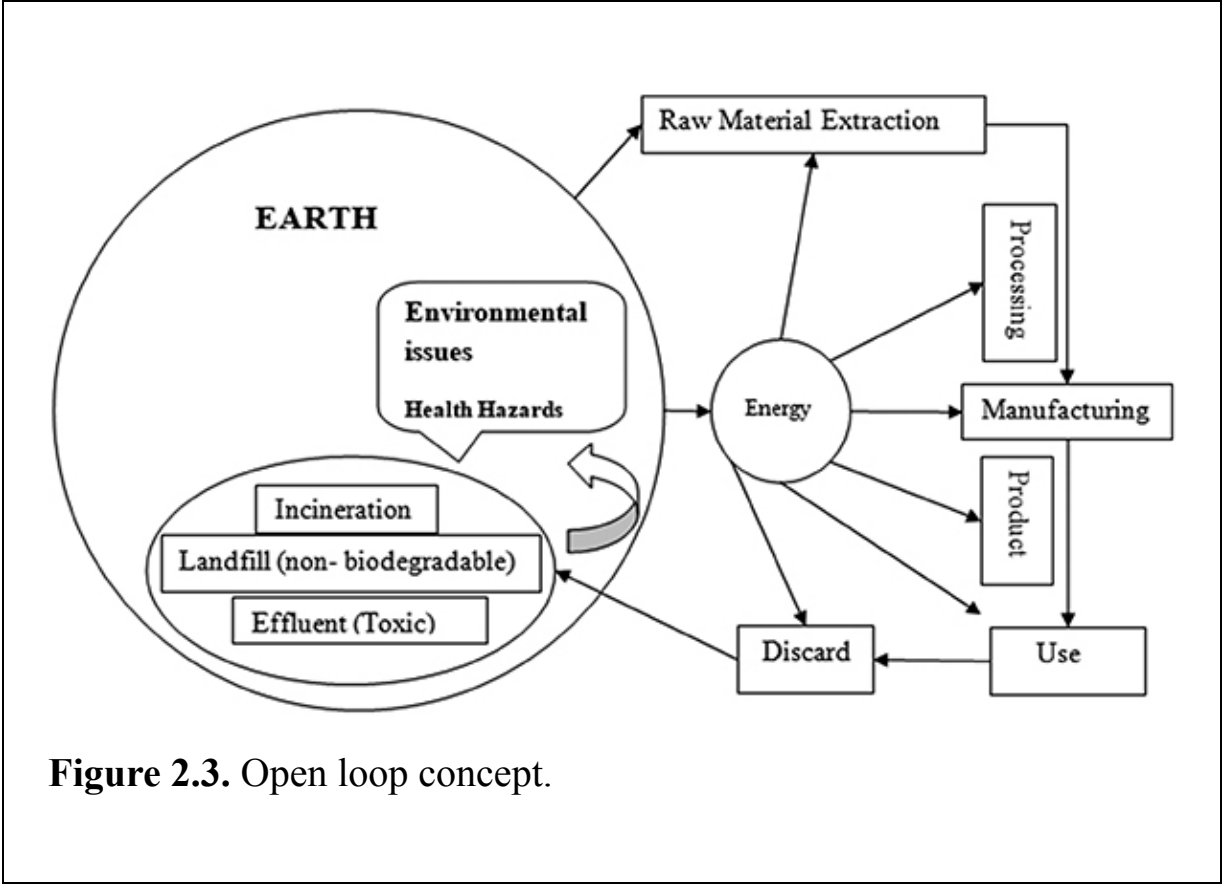 Raw Material Extraction
EARTH
Processing
Environmental
issues
Health Hazards
Energy
Manufacturing
Product
Incineration
Landfill (non- biodegradable)
Effluent (Toxic)
Discard
Use
Figure 2.3. Open loop concept.